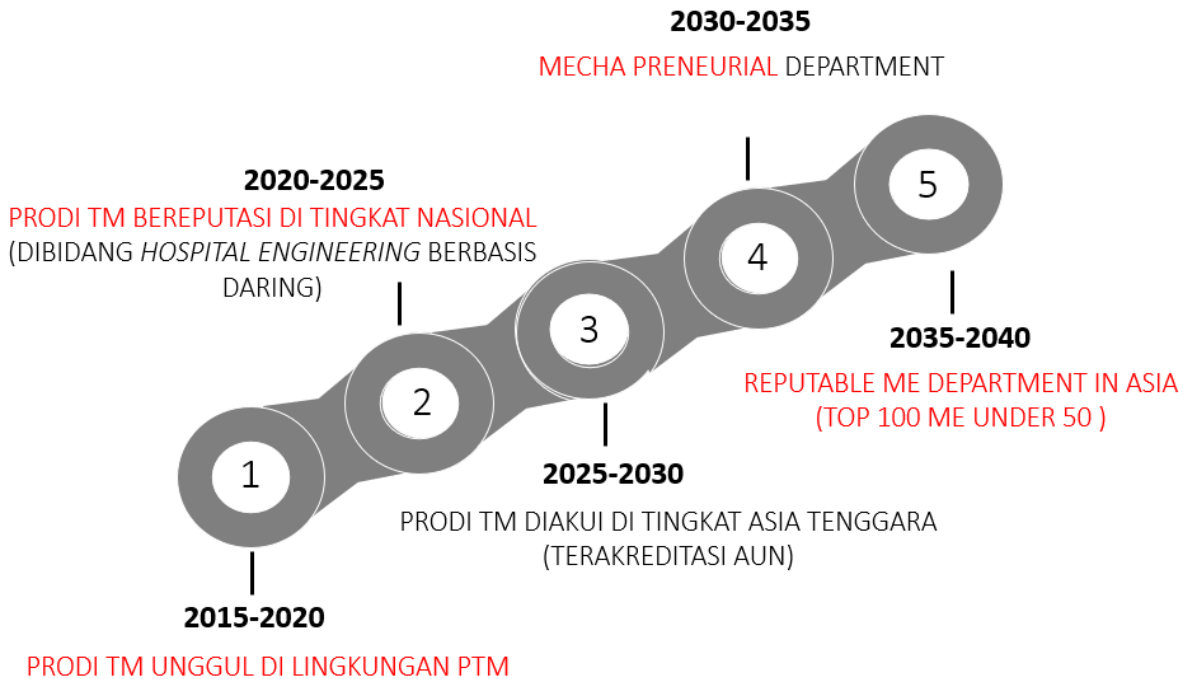 2030-2035
MECHA PRENEURIAL DEPARTMENT
2020-2025
PRODI TM BEREPUTASI DI TINGKAT NASIONAL
(DIBIDANG HOSPITAL ENGINEERING BERBASIS
DARING)
5
4
3
2
1
2035-2040
REPUTABLE ME DEPARTMENT IN ASIA
(TOP 100 ME UNDER 50 )
2025-2030
PRODI TM DIAKUI DI TINGKAT ASIA TENGGARA
(TERAKREDITASI AUN)
2015-2020
PRODI TM UNGGUL DI LINGKUNGAN PTM